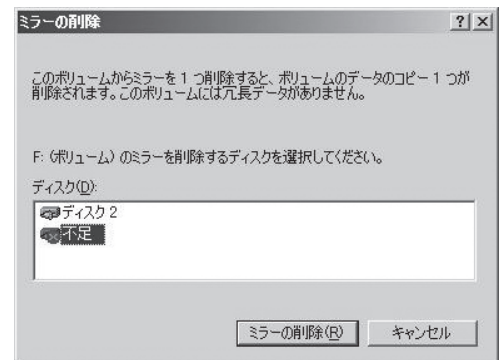 ミラーの削除
このボリュームからミラーを 1 つ削除すると、ボリュームのデータのコピー 1 つが
削除されます。このボリュームには冗長データがありません。
F: (ボリューム) のミラーを削除するディスクを選択してください。
ディスク(D):
ディスク 2
不足
ミラーの削除(R) キャンセル